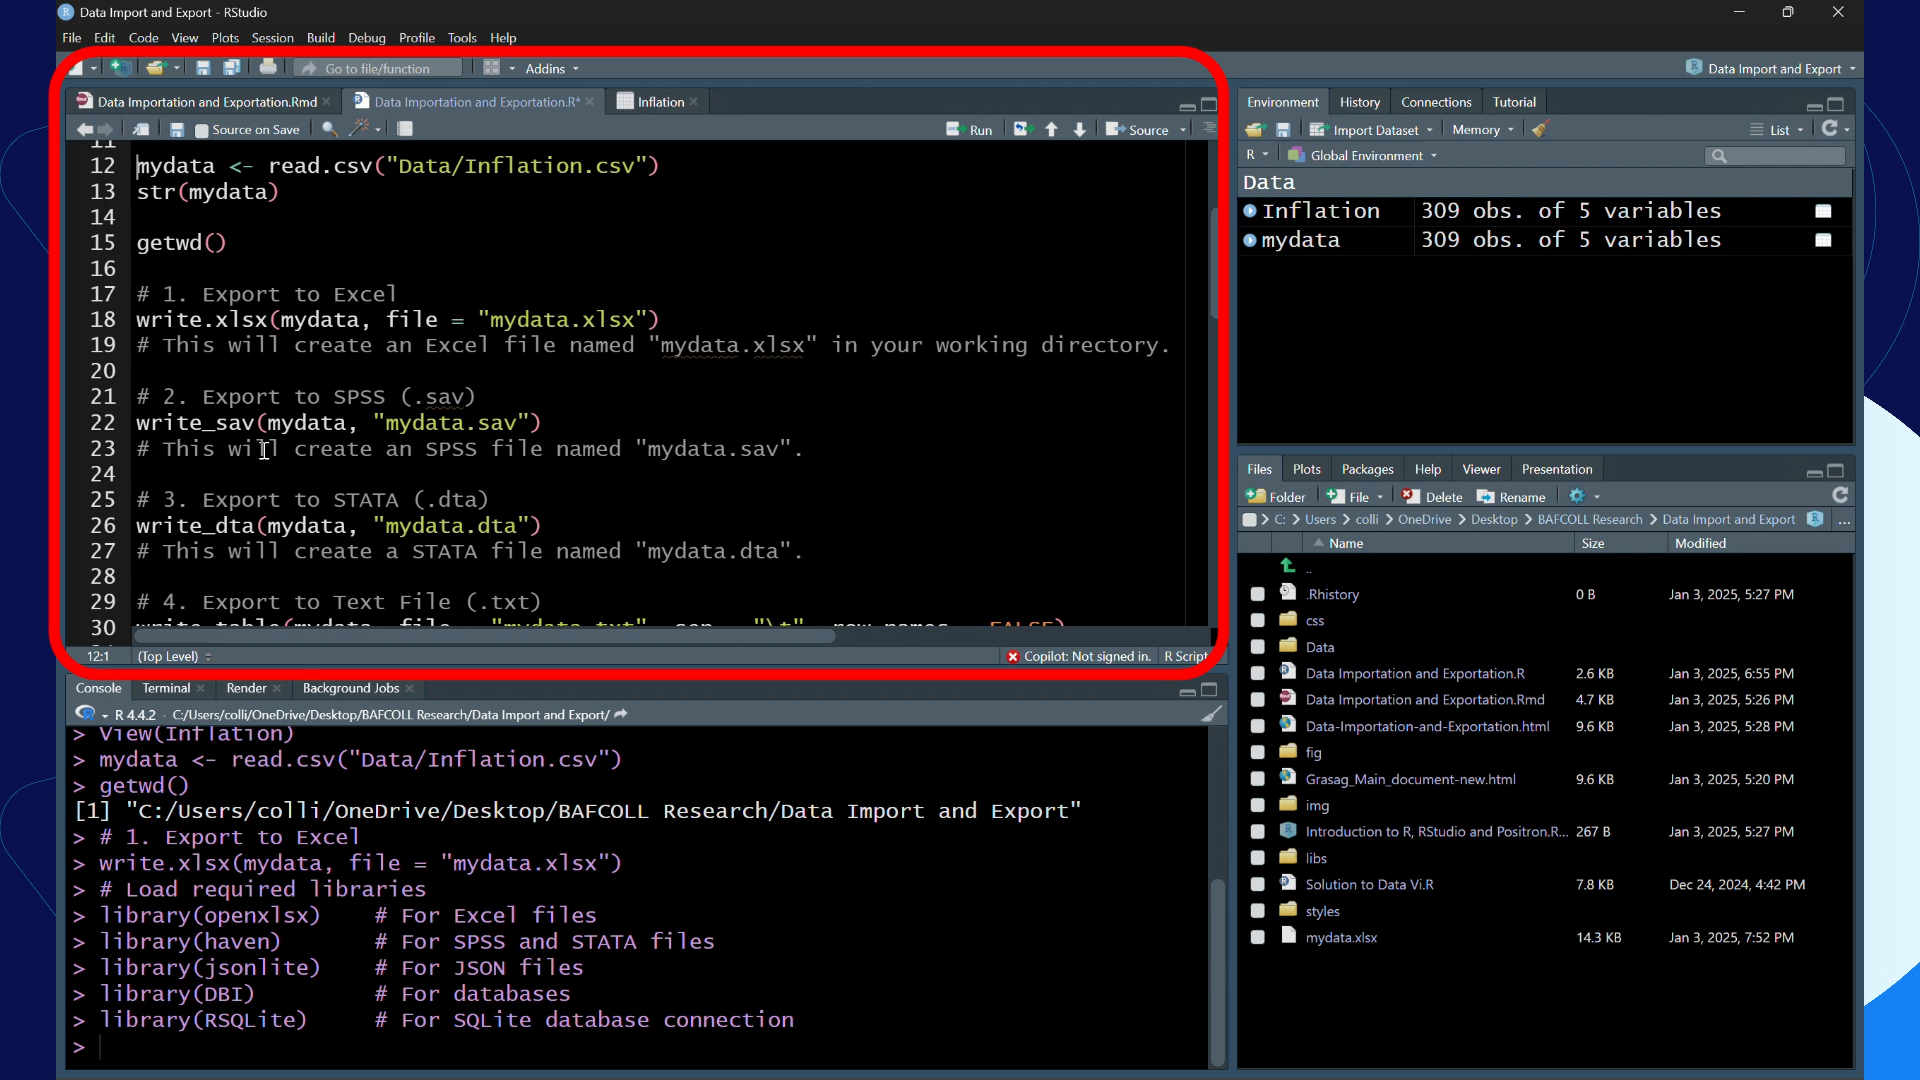 Data Import and Export - RStudio
File Edit Code View Plots Session Build Debug Profile Tools Help
Go to file/function Addins
Data Import and Export
Data Importation and Exportation.Rmd Data Importation and Exportation.R* Inflation
Source on Save Run Source
11
12 mydata <- read.csv("Data/Inflation.csv")
13 str(mydata)
14
15 getwd()
16
17 # 1. Export to Excel
18 write.xlsx(mydata, file = "mydata.xlsx")
19 # This will create an Excel file named "mydata.xlsx" in your working directory.
20
21 # 2. Export to SPSS (.sav)
22 write_sav(mydata, "mydata.sav")
23 # This will create an SPSS file named "mydata.sav".
24
25 # 3. Export to STATA (.dta)
26 write_dta(mydata, "mydata.dta")
27 # This will create a STATA file named "mydata.dta".
28
29 # 4. Export to Text File (.txt)
30 write.table(mydata, file = "mydata.txt", sep = "\t", row.names = FALSE)
12:1 (Top Level) Copilot: Not signed in. R Script
Console Terminal Render Background Jobs
R 4.4.2 · C:/Users/colli/OneDrive/Desktop/BAFCOLL Research/Data Import and Export/
> View(Inflation)
> mydata <- read.csv("Data/Inflation.csv")
> getwd()
[1] "C:/Users/colli/OneDrive/Desktop/BAFCOLL Research/Data Import and Export"
> # 1. Export to Excel
> write.xlsx(mydata, file = "mydata.xlsx")
> # Load required libraries
> library(openxlsx) # For Excel files
> library(haven) # For SPSS and STATA files
> library(jsonlite) # For JSON files
> library(DBI) # For databases
> library(RSQLite) # For SQLite database connection
>
Environment History Connections Tutorial
Import Dataset Memory List
R Global Environment
Data
Inflation 309 obs. of 5 variables
mydata 309 obs. of 5 variables
Files Plots Packages Help Viewer Presentation
Folder File Delete Rename
C: > Users > colli > OneDrive > Desktop > BAFCOLL Research > Data Import and Export ...
Name Size Modified
..
.Rhistory 0 B Jan 3, 2025, 5:27 PM
css
Data
Data Importation and Exportation.R 2.6 KB Jan 3, 2025, 6:55 PM
Data Importation and Exportation.Rmd 4.7 KB Jan 3, 2025, 5:26 PM
Data-Importation-and-Exportation.html 9.6 KB Jan 3, 2025, 5:28 PM
fig
Grasag_Main_document-new.html 9.6 KB Jan 3, 2025, 5:20 PM
img
Introduction to R, RStudio and Positron.R... 267 B Jan 3, 2025, 5:27 PM
libs
Solution to Data Vi.R 7.8 KB Dec 24, 2024, 4:42 PM
styles
mydata.xlsx 14.3 KB Jan 3, 2025, 7:52 PM